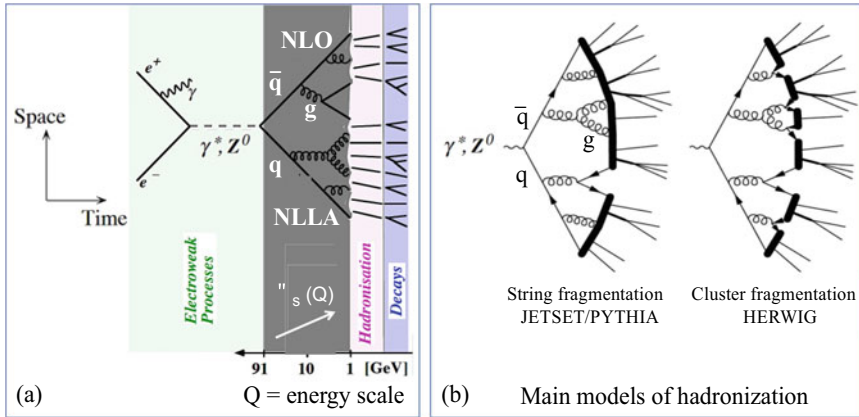 Space
Time
e⁺
γ
e⁻
γ*, Z⁰
NLO
q̄
g
q
NLLA
Electroweak
Processes
" s (Q)
Hadronisation
Decays
91 10 1 [GeV]
(a)
Q = energy scale
γ*, Z⁰
q̄
g
q
String fragmentation
JETSET/PYTHIA
Cluster fragmentation
HERWIG
(b)
Main models of hadronization